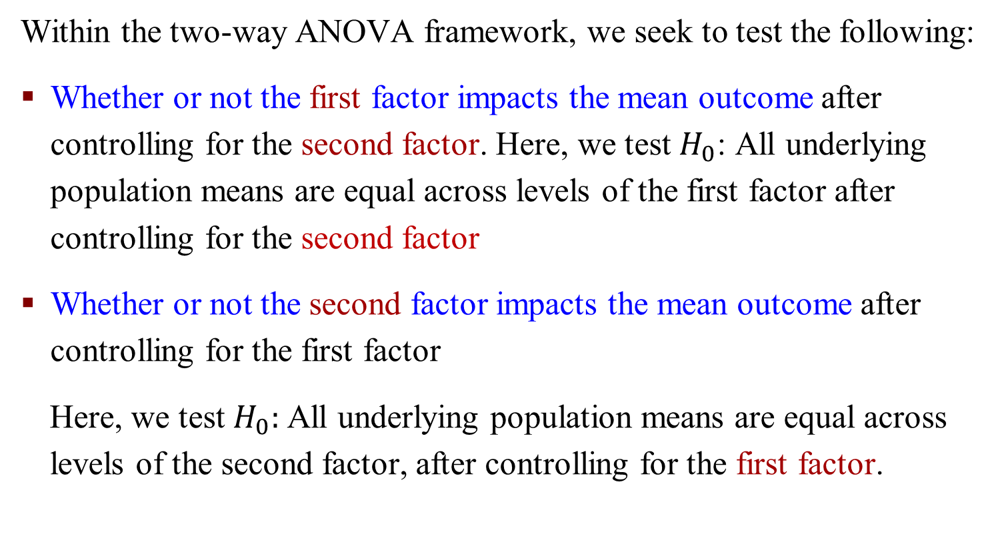 Within the two-way ANOVA framework, we seek to test the following:
▪ Whether or not the first factor impacts the mean outcome after
controlling for the second factor. Here, we test H₀: All underlying
population means are equal across levels of the first factor after
controlling for the second factor
▪ Whether or not the second factor impacts the mean outcome after
controlling for the first factor
Here, we test H₀: All underlying population means are equal across
levels of the second factor, after controlling for the first factor.